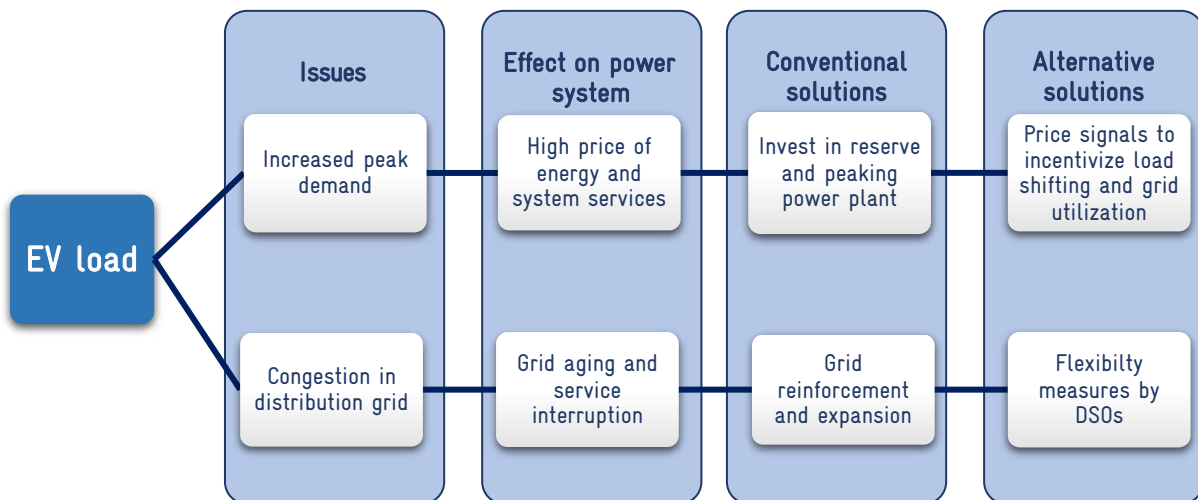 EV load
Issues
Increased peak
demand
Congestion in
distribution grid
Effect on power
system
High price of
energy and
system services
Grid aging and
service
interruption
Conventional
solutions
Invest in reserve
and peaking
power plant
Grid
reinforcement
and expansion
Alternative
solutions
Price signals to
incentivize load
shifting and grid
utilization
Flexibilty
measures by
DSOs